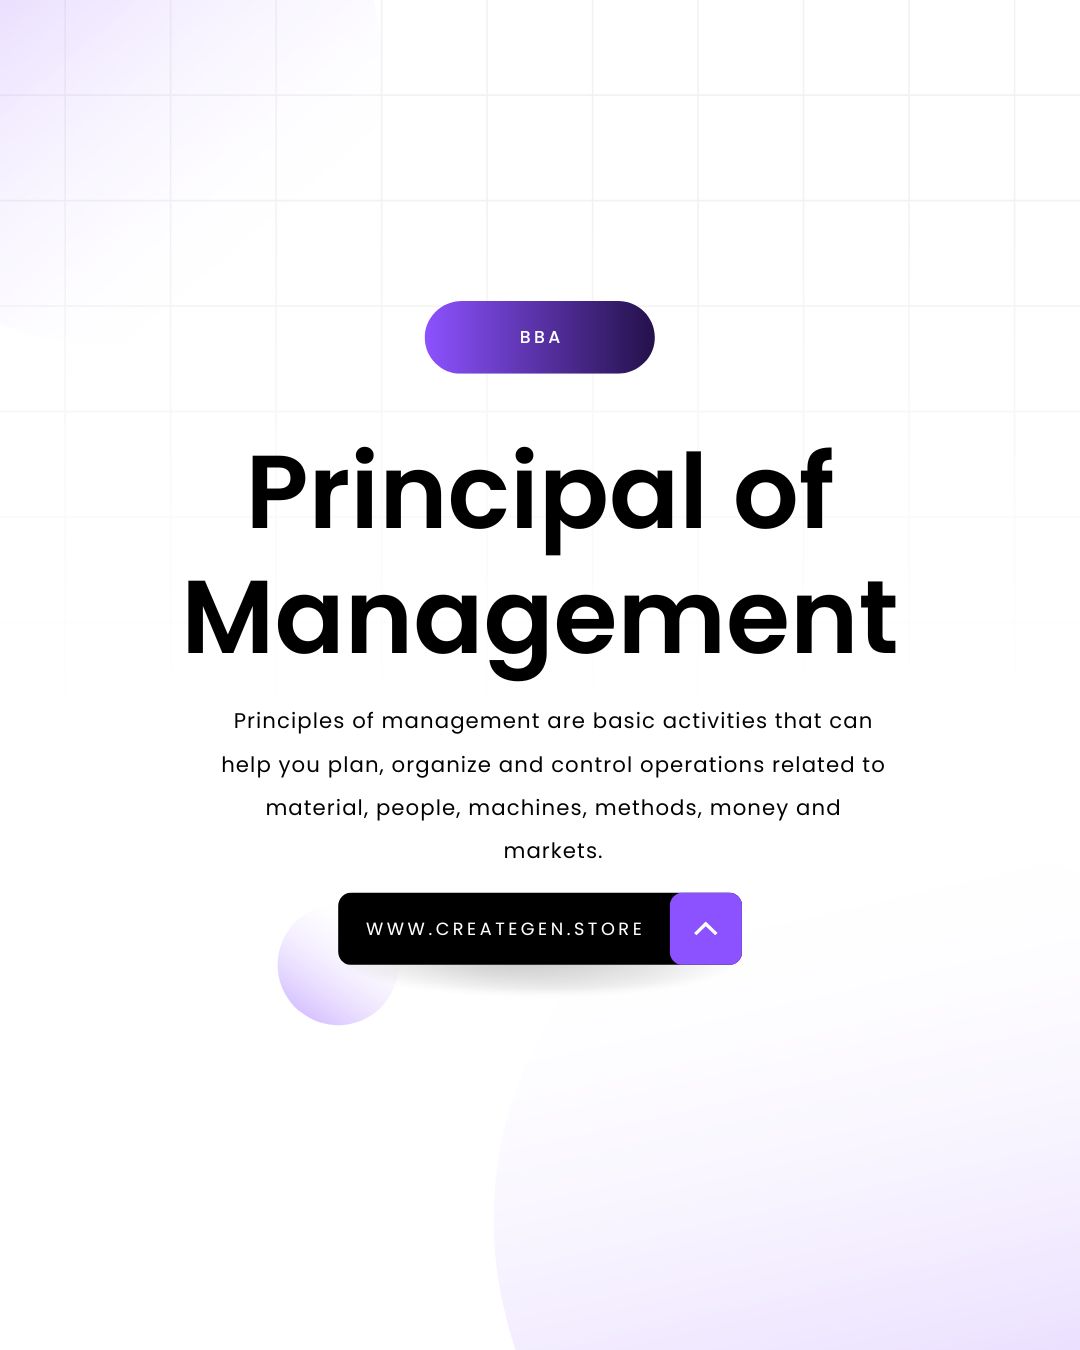 BBA
Principal of
Management
Principles of management are basic activities that can
help you plan, organize and control operations related to
material, people, machines, methods, money and
markets.
WWW.CREATEGEN.STORE